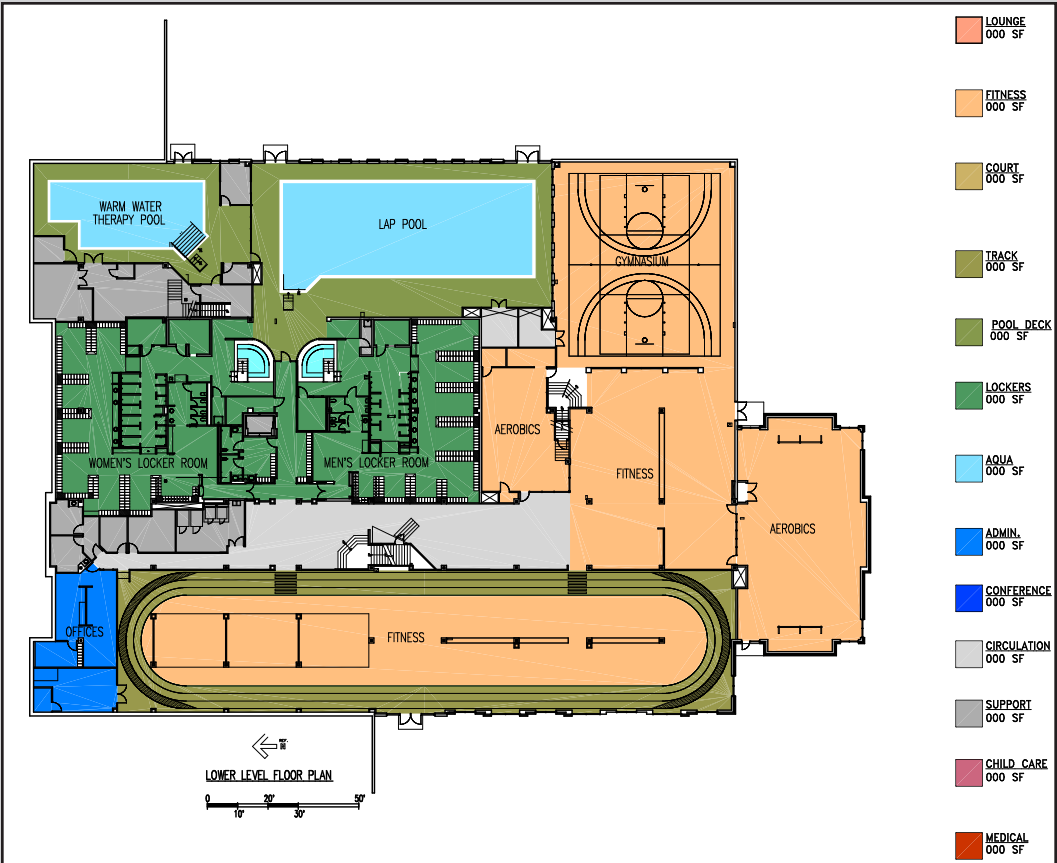 LOUNGE
000 SF
FITNESS
000 SF
COURT
000 SF
TRACK
000 SF
POOL DECK
000 SF
LOCKERS
000 SF
AQUA
000 SF
ADMIN.
000 SF
CONFERENCE
000 SF
CIRCULATION
000 SF
SUPPORT
000 SF
CHILD CARE
000 SF
MEDICAL
000 SF
WARM WATER
THERAPY POOL
LAP POOL
GYMNASIUM
AEROBICS
WOMEN'S LOCKER ROOM
MEN'S LOCKER ROOM
FITNESS
AEROBICS
OFFICES
FITNESS
REF.
N
LOWER LEVEL FLOOR PLAN
0 20' 50'
10' 30'